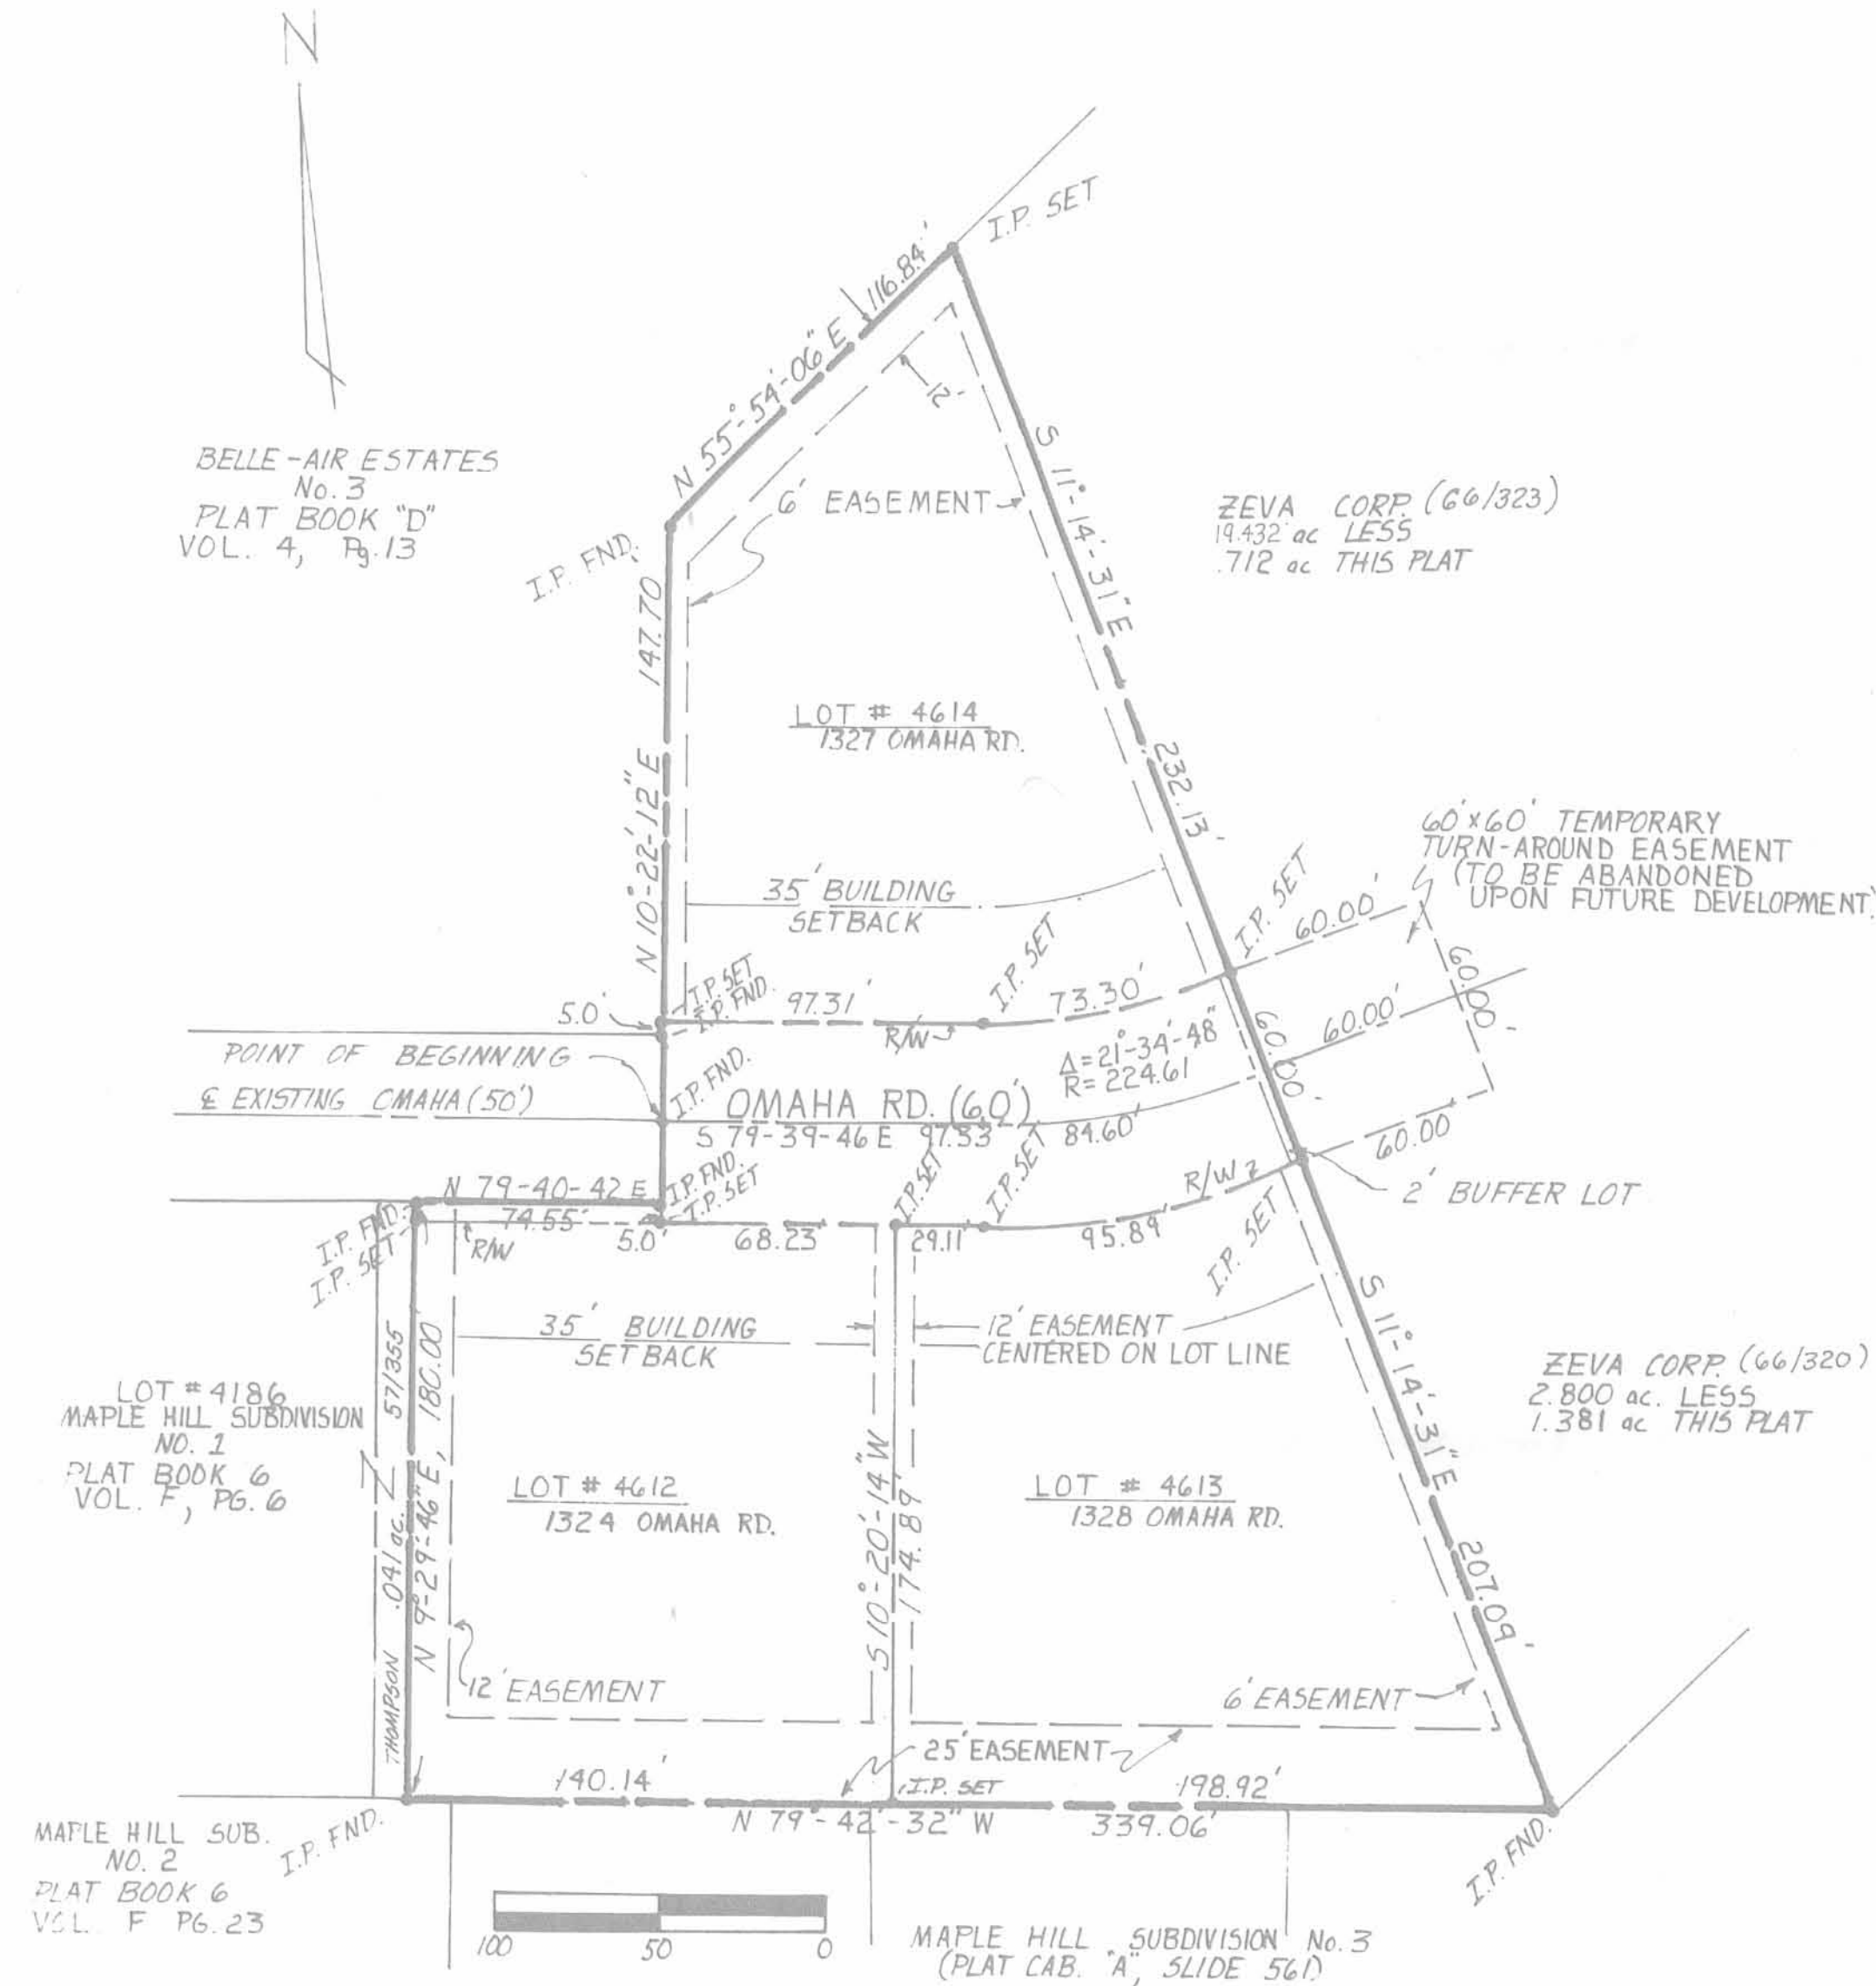 N
I.P. SET
116.84'
N 55°-54'-06" E
12'
BELLE-AIR ESTATES
No. 3
PLAT BOOK "D"
VOL. 4, Pg. 13
6' EASEMENT
S 11°-14'-31" E
ZEVA CORP. (66/323)
19.432 ac LESS
.712 ac THIS PLAT
I.P. FND.
147.70'
N 10°-22'-12" E
LOT # 4614
1327 OMAHA RD.
232.13'
60'x60' TEMPORARY
TURN-AROUND EASEMENT
(TO BE ABANDONED
UPON FUTURE DEVELOPMENT)
35' BUILDING
SETBACK
I.P. SET
60.00'
I.P. SET
60.00'
I.P. SET
I.P. FND.
97.31'
73.30'
5.0'
R/W
60.00'
60.00'
POINT OF BEGINNING
I.P. FND.
Δ=21°-34'-48"
R=224.61
℄ EXISTING OMAHA (50')
OMAHA RD. (60')
S 79-39-46 E 97.33'
84.60'
60.00'
I.P. SET
I.P. SET
N 79-40-42 E
I.P. FND.
I.P. SET
R/W
2' BUFFER LOT
I.P. FND.
I.P. SET
74.55'
R/W
5.0'
68.23'
29.11'
95.89'
I.P. SET
S 11°-14'-31" E
35' BUILDING
SETBACK
12' EASEMENT
CENTERED ON LOT LINE
ZEVA CORP. (66/320)
2.800 ac. LESS
1.381 ac THIS PLAT
LOT # 4186
MAPLE HILL SUBDIVISION
NO. 1
PLAT BOOK 6
VOL. F, PG. 6
THOMPSON .041 ac. 57/355
N 9°-29'-46" E, 180.00'
LOT # 4612
1324 OMAHA RD.
S 10°-20'-14" W
174.89'
LOT # 4613
1328 OMAHA RD.
207.09'
12' EASEMENT
6' EASEMENT
25' EASEMENT
140.14'
I.P. SET
198.92'
N 79°-42'-32" W
339.06'
I.P. FND.
I.P. FND.
MAPLE HILL SUB.
NO. 2
PLAT BOOK 6
VOL. F PG. 23
100 50 0
MAPLE HILL SUBDIVISION No. 3
(PLAT CAB. "A", SLIDE 561)